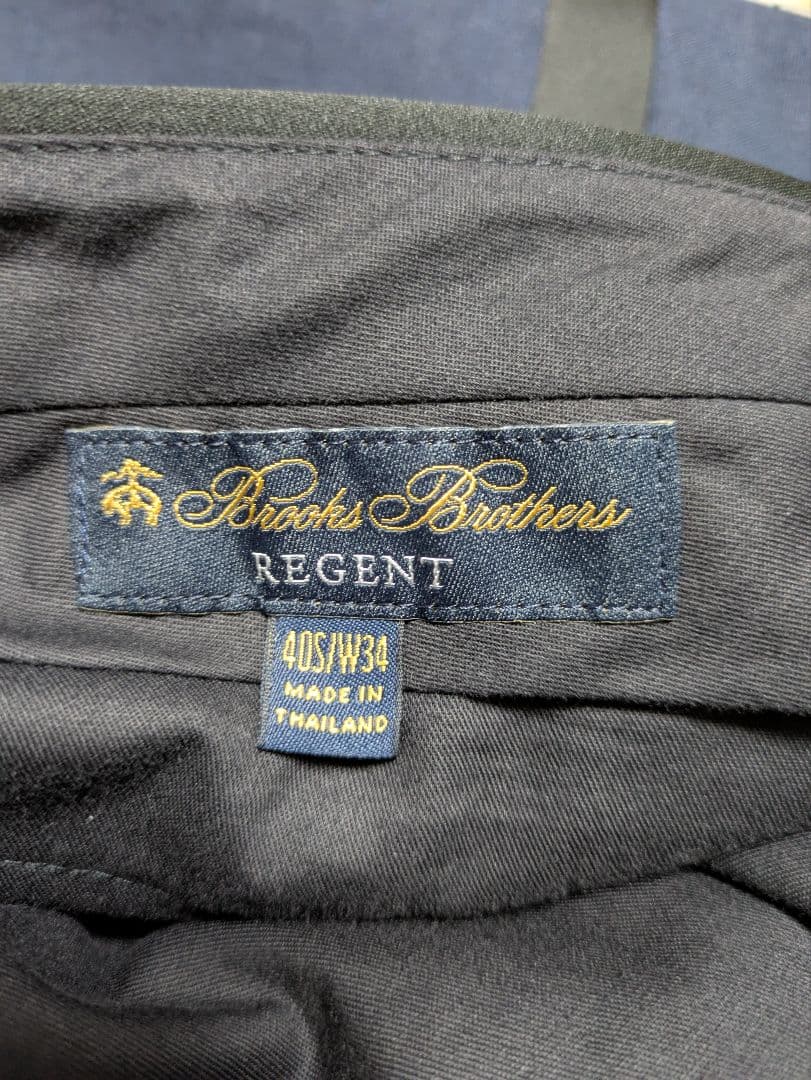 Brooks Brothers
REGENT
40S/W34
MADE IN
THAILAND